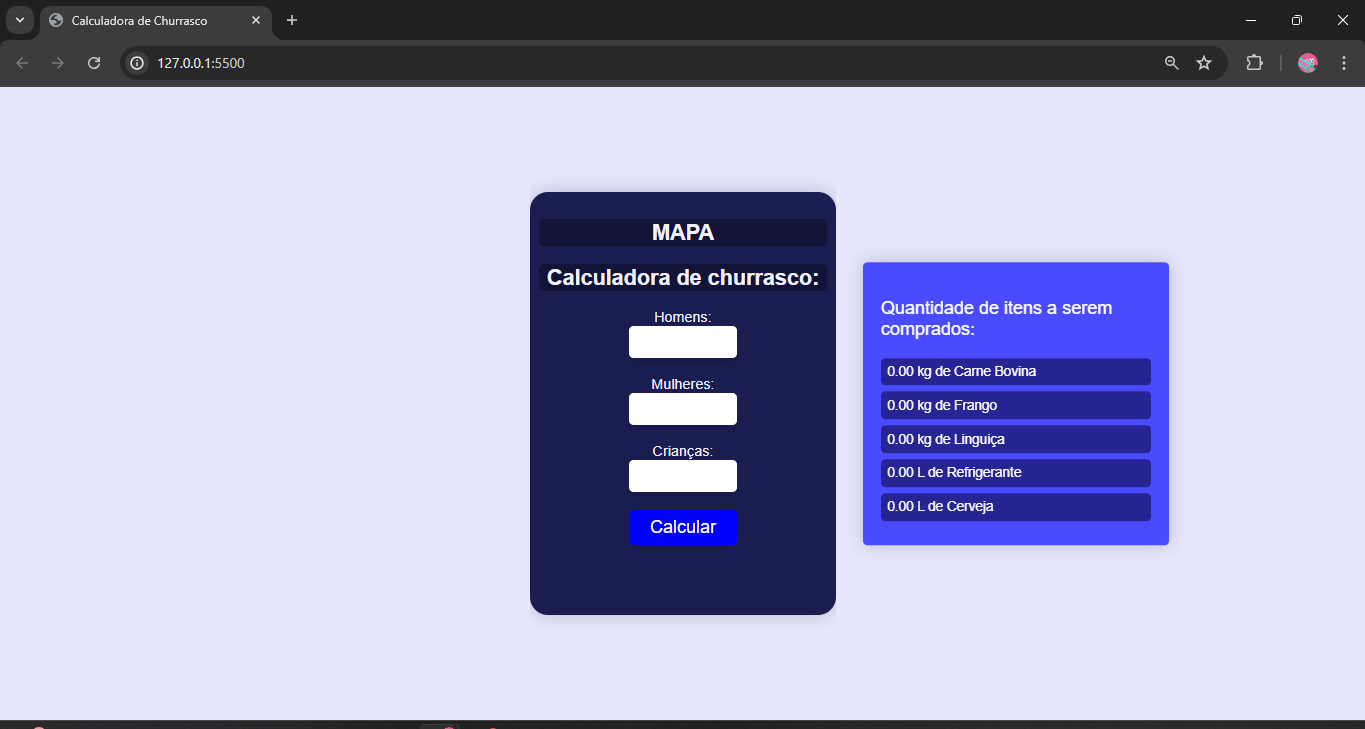 Calculadora de Churrasco
127.0.0.1:5500
MAPA
Calculadora de churrasco:
Homens:
Mulheres:
Crianças:
Calcular
Quantidade de itens a serem
comprados:
0.00 kg de Carne Bovina
0.00 kg de Frango
0.00 kg de Linguiça
0.00 L de Refrigerante
0.00 L de Cerveja